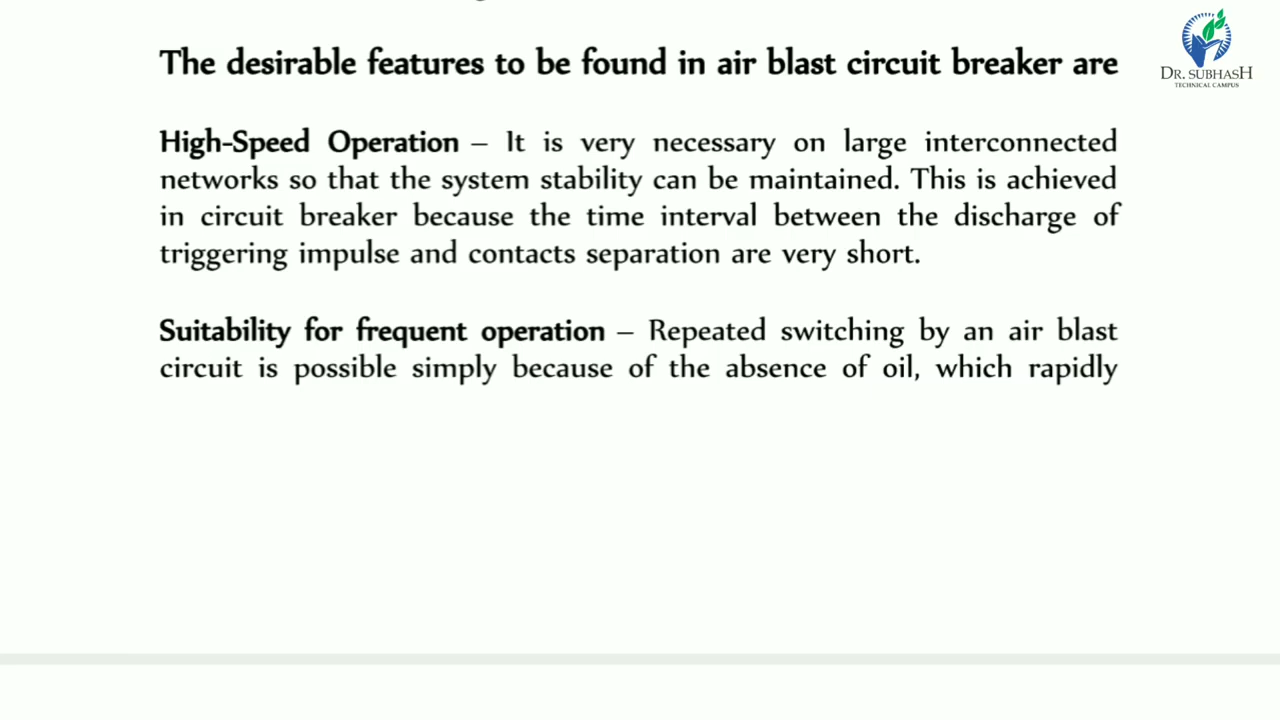 The desirable features to be found in air blast circuit breaker are
DR. SUBHASH
TECHNICAL CAMPUS
High-Speed Operation – It is very necessary on large interconnected
networks so that the system stability can be maintained. This is achieved
in circuit breaker because the time interval between the discharge of
triggering impulse and contacts separation are very short.
Suitability for frequent operation – Repeated switching by an air blast
circuit is possible simply because of the absence of oil, which rapidly